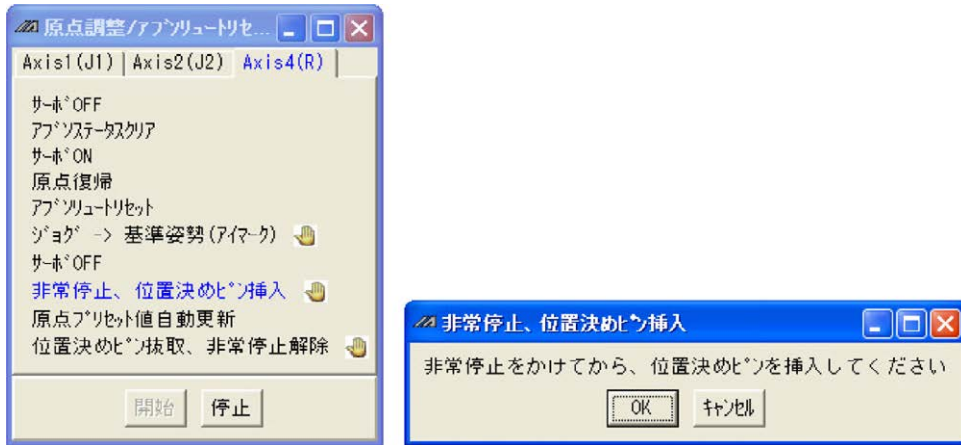 原点調整/アブソリュートリセ...
Axis1(J1) Axis2(J2) Axis4(R)
サーボOFF
アブソステータスクリア
サーボON
原点復帰
アブソリュートリセット
ジョグ -> 基準姿勢(アイマーク)
サーボOFF
非常停止、位置決めピン挿入
原点プリセット値自動更新
位置決めピン抜取、非常停止解除
開始 停止
非常停止、位置決めピン挿入
非常停止をかけてから、位置決めピンを挿入してください
OK キャンセル